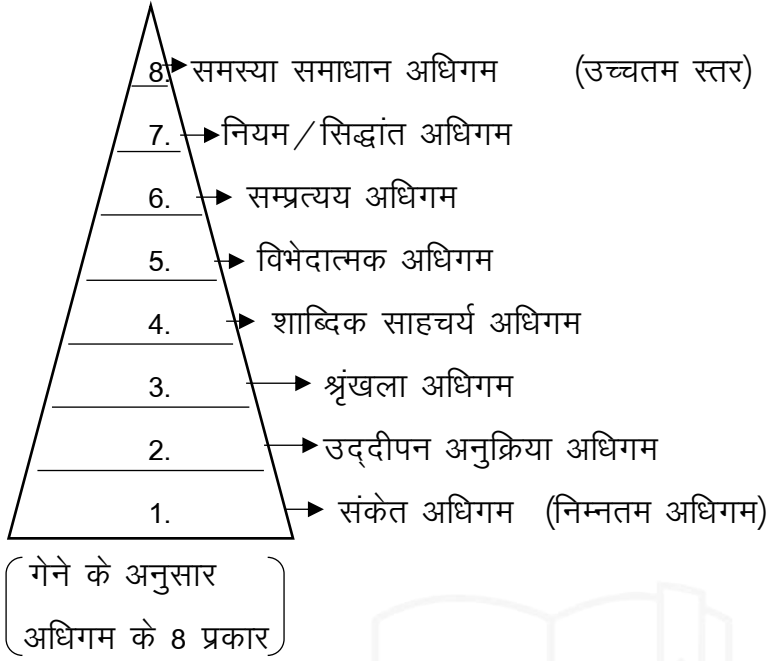 8. समस्या समाधान अधिगम (उच्चतम स्तर)
7. नियम/सिद्धांत अधिगम
6. सम्प्रत्यय अधिगम
5. विभेदात्मक अधिगम
4. शाब्दिक साहचर्य अधिगम
3. श्रृंखला अधिगम
2. उद्दीपन अनुक्रिया अधिगम
1. संकेत अधिगम (निम्नतम अधिगम)
गेने के अनुसार
अधिगम के 8 प्रकार